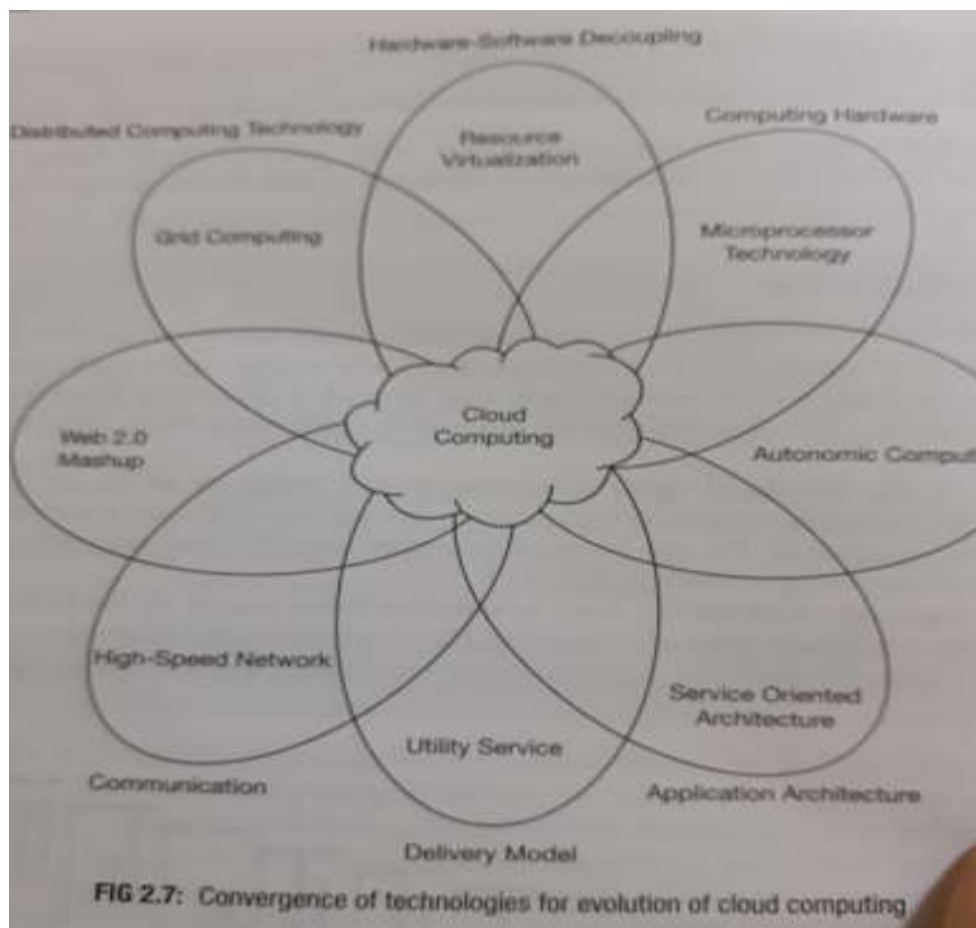 Hardware-Software Decoupling
Distributed Computing Technology
Computing Hardware
Resource
Virtualization
Grid Computing
Microprocessor
Technology
Cloud
Computing
Web 2.0
Mashup
Autonomic Comput
High-Speed Network
Service Oriented
Architecture
Utility Service
Communication
Application Architecture
Delivery Model
FIG 2.7: Convergence of technologies for evolution of cloud computing